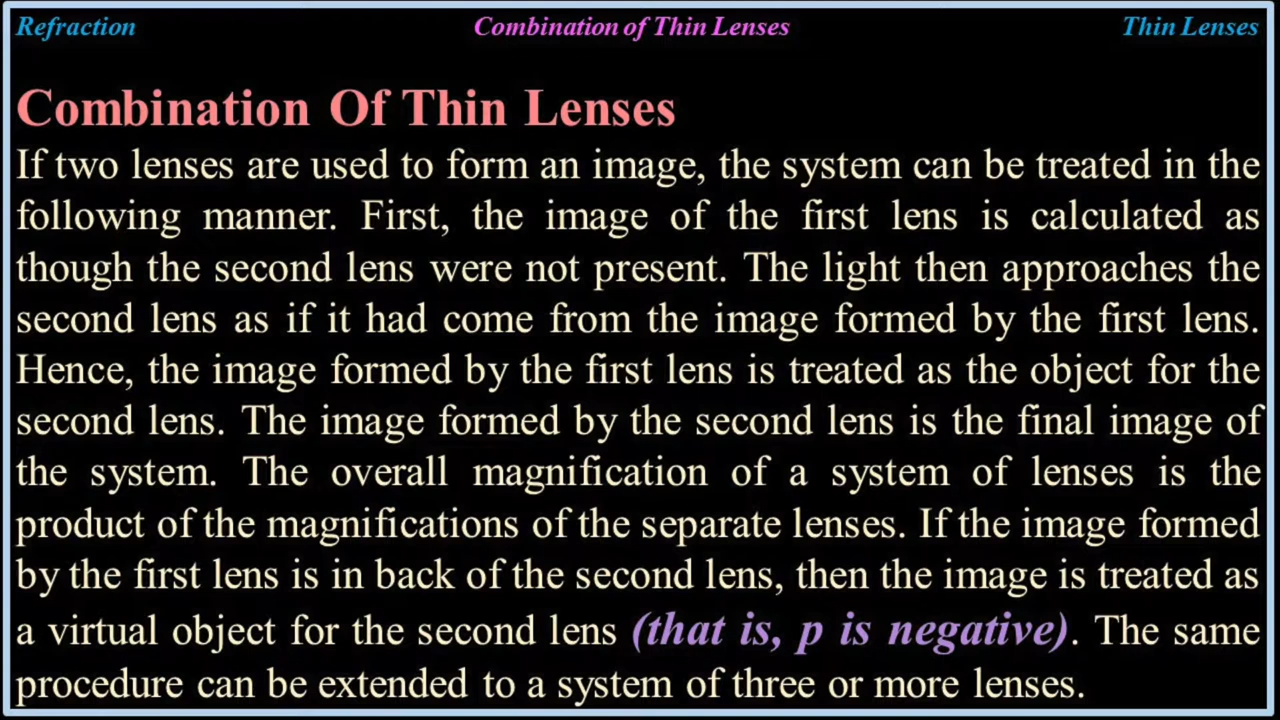 Refraction Combination of Thin Lenses Thin Lenses
Combination Of Thin Lenses
If two lenses are used to form an image, the system can be treated in the
following manner. First, the image of the first lens is calculated as
though the second lens were not present. The light then approaches the
second lens as if it had come from the image formed by the first lens.
Hence, the image formed by the first lens is treated as the object for the
second lens. The image formed by the second lens is the final image of
the system. The overall magnification of a system of lenses is the
product of the magnifications of the separate lenses. If the image formed
by the first lens is in back of the second lens, then the image is treated as
a virtual object for the second lens (that is, p is negative). The same
procedure can be extended to a system of three or more lenses.